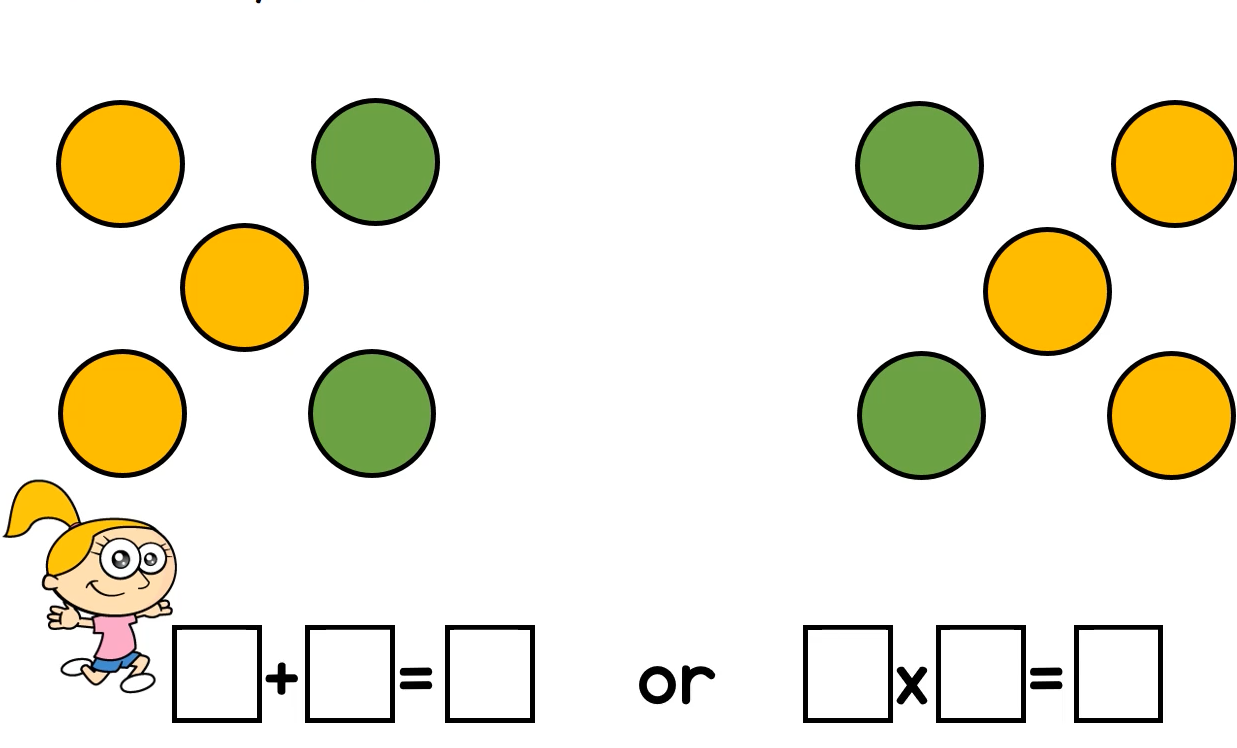 + = or x =